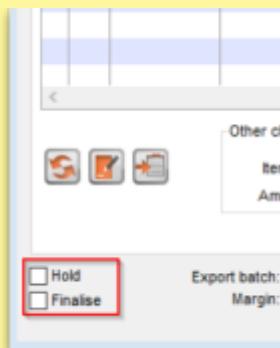 Other c
Ite
Am
Hold
Export batch:
Finalise
Margin: